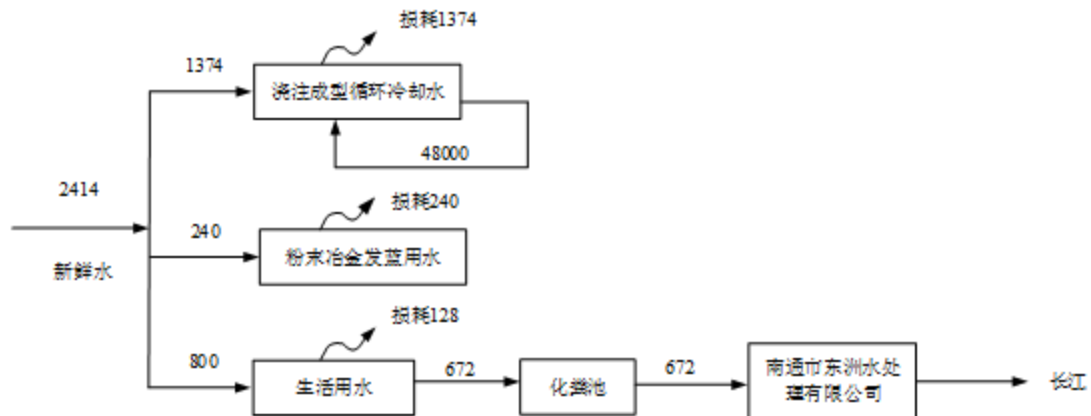 损耗1374
1374
浇注成型循环冷却水
48000
2414
新鲜水
损耗240
240
粉末冶金发蓝用水
损耗128
800
生活用水
672
化粪池
672
南通市东洲水处
理有限公司
长江